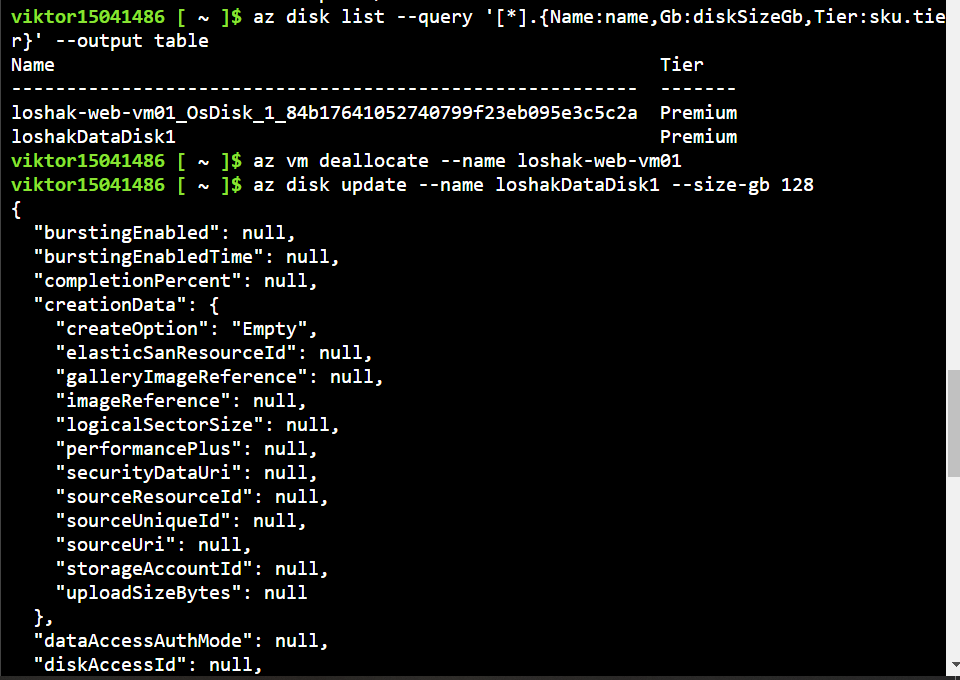 viktor15041486 [ ~ ]$ az disk list --query '[*].{Name:name,Gb:diskSizeGb,Tier:sku.tie
r}' --output table
Name                                                       Tier
---------------------------------------------------------  -------
loshak-web-vm01_OsDisk_1_84b17641052740799f23eb095e3c5c2a  Premium
loshakDataDisk1                                            Premium
viktor15041486 [ ~ ]$ az vm deallocate --name loshak-web-vm01
viktor15041486 [ ~ ]$ az disk update --name loshakDataDisk1 --size-gb 128
{
  "burstingEnabled": null,
  "burstingEnabledTime": null,
  "completionPercent": null,
  "creationData": {
    "createOption": "Empty",
    "elasticSanResourceId": null,
    "galleryImageReference": null,
    "imageReference": null,
    "logicalSectorSize": null,
    "performancePlus": null,
    "securityDataUri": null,
    "sourceResourceId": null,
    "sourceUniqueId": null,
    "sourceUri": null,
    "storageAccountId": null,
    "uploadSizeBytes": null
  },
  "dataAccessAuthMode": null,
  "diskAccessId": null,